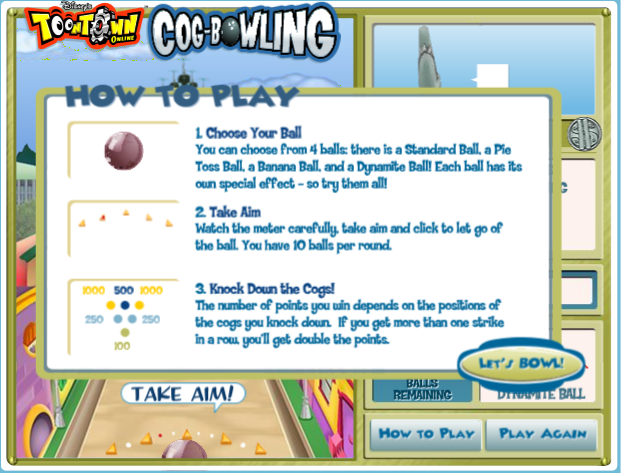 Disney's
TOONTOWN
ONLINE
COG-BOWLING
HOW TO PLAY
1. Choose Your Ball
You can choose from 4 balls: there is a Standard Ball, a Pie
Toss Ball, a Banana Ball, and a Dynamite Ball! Each ball has its
own special effect - so try them all!
2. Take Aim
Watch the meter carefully, take aim and click to let go of
the ball. You have 10 balls per round.
1000 500 1000
250 250
100
3. Knock Down the Cogs!
The number of points you win depends on the positions of
the cogs you knock down. If you get more than one strike
in a row, you'll get double the points.
LET'S BOWL!
TAKE AIM!
BALLS
REMAINING
DYNAMITE BALL
HOW TO PLAY
PLAY AGAIN